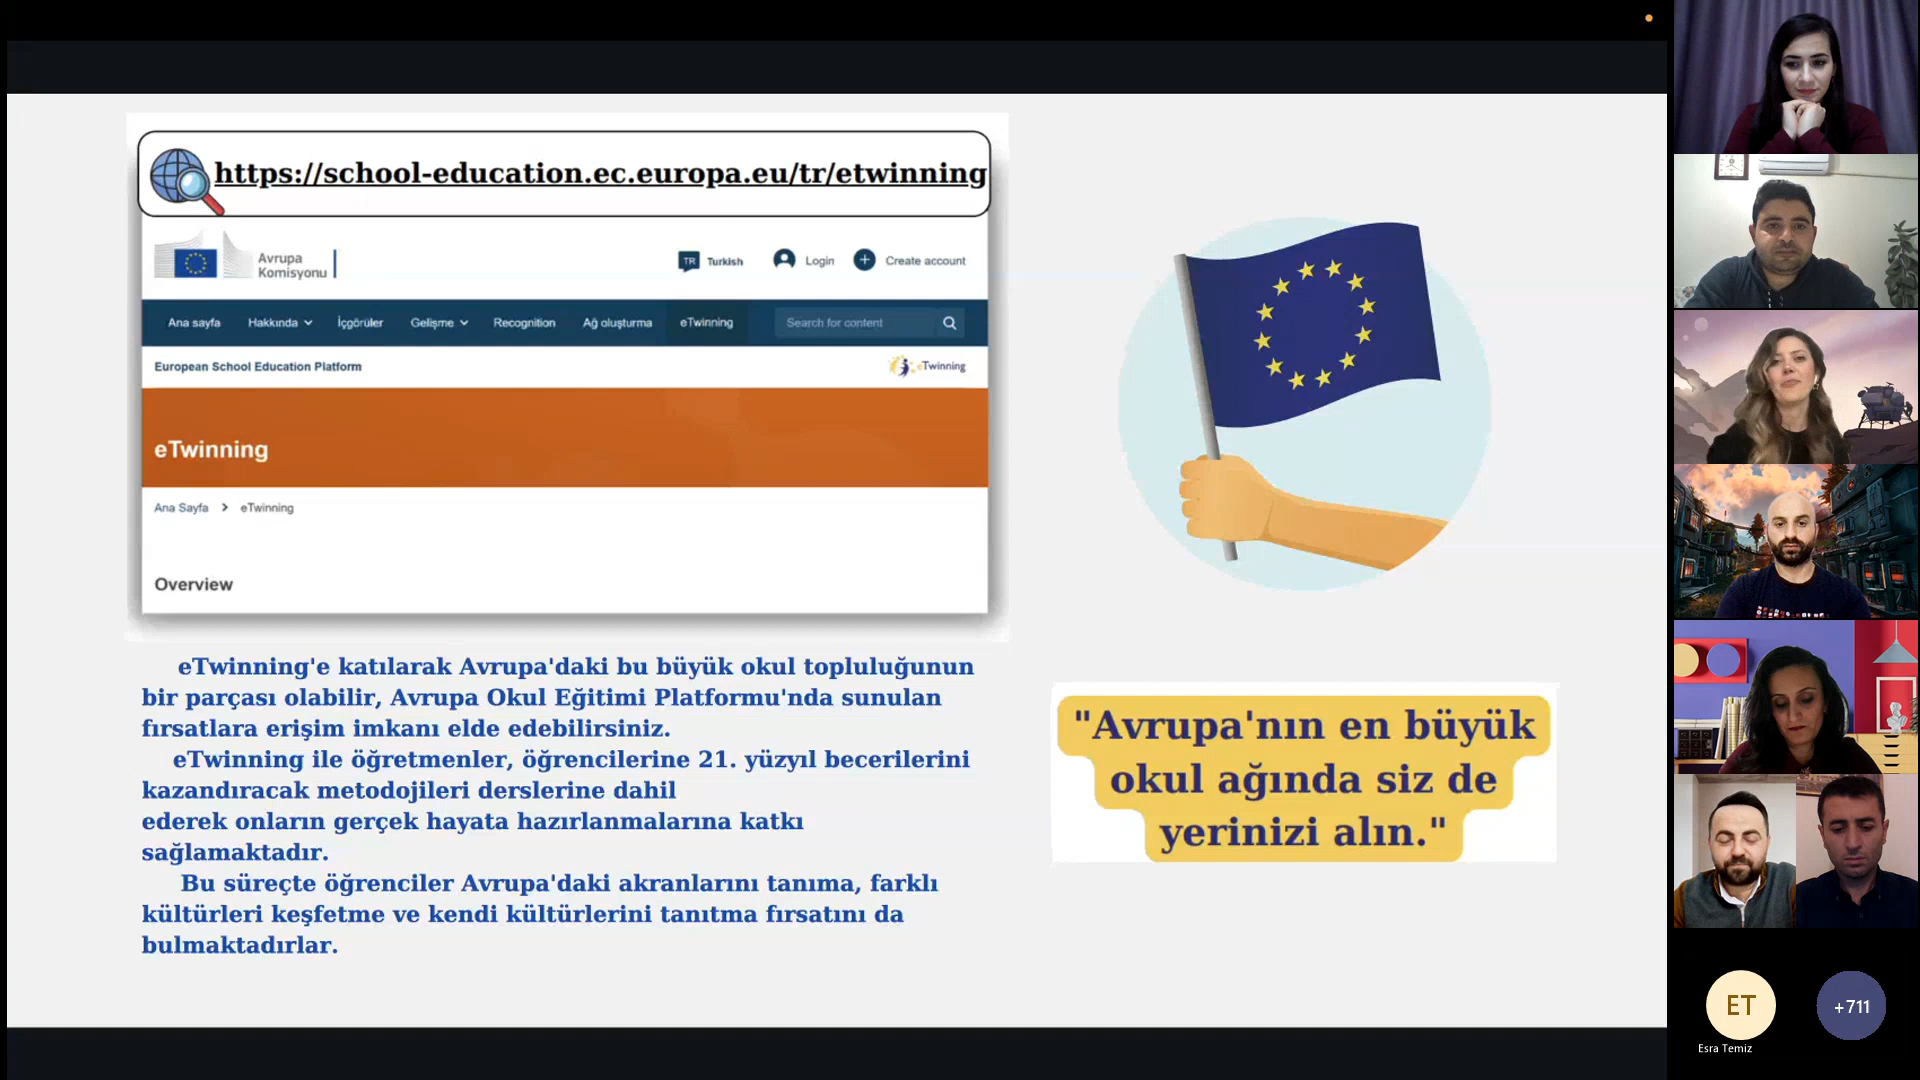 https://school-education.ec.europa.eu/tr/etwinning
Avrupa
Komisyonu
TR Turkish Login Create account
Ana sayfa Hakkında İçgörüler Gelişme Recognition Ağ oluşturma eTwinning Search for content
European School Education Platform eTwinning
eTwinning
Ana Sayfa > eTwinning
Overview
eTwinning'e katılarak Avrupa'daki bu büyük okul topluluğunun
bir parçası olabilir, Avrupa Okul Eğitimi Platformu'nda sunulan
fırsatlara erişim imkanı elde edebilirsiniz.
eTwinning ile öğretmenler, öğrencilerine 21. yüzyıl becerilerini
kazandıracak metodojileri derslerine dahil
ederek onların gerçek hayata hazırlanmalarına katkı
sağlamaktadır.
Bu süreçte öğrenciler Avrupa'daki akranlarını tanıma, farklı
kültürleri keşfetme ve kendi kültürlerini tanıtma fırsatını da
bulmaktadırlar.
"Avrupa'nın en büyük
okul ağında siz de
yerinizi alın."
ET
+711
Esra Temiz